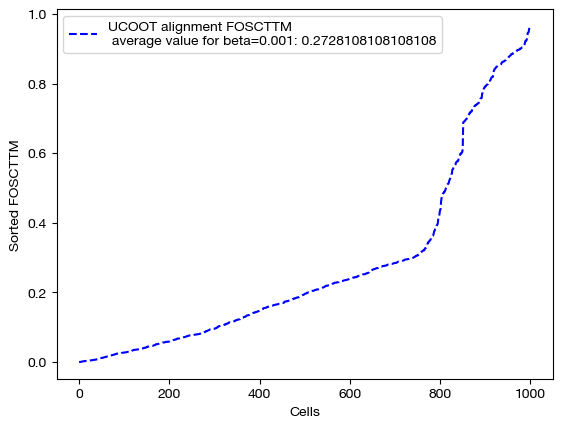 UCOOT alignment FOSCTTM
average value for beta=0.001: 0.2728108108108108
1.0
0.8
0.6
0.4
0.2
0.0
Sorted FOSCTTM
0 200 400 600 800 1000
Cells